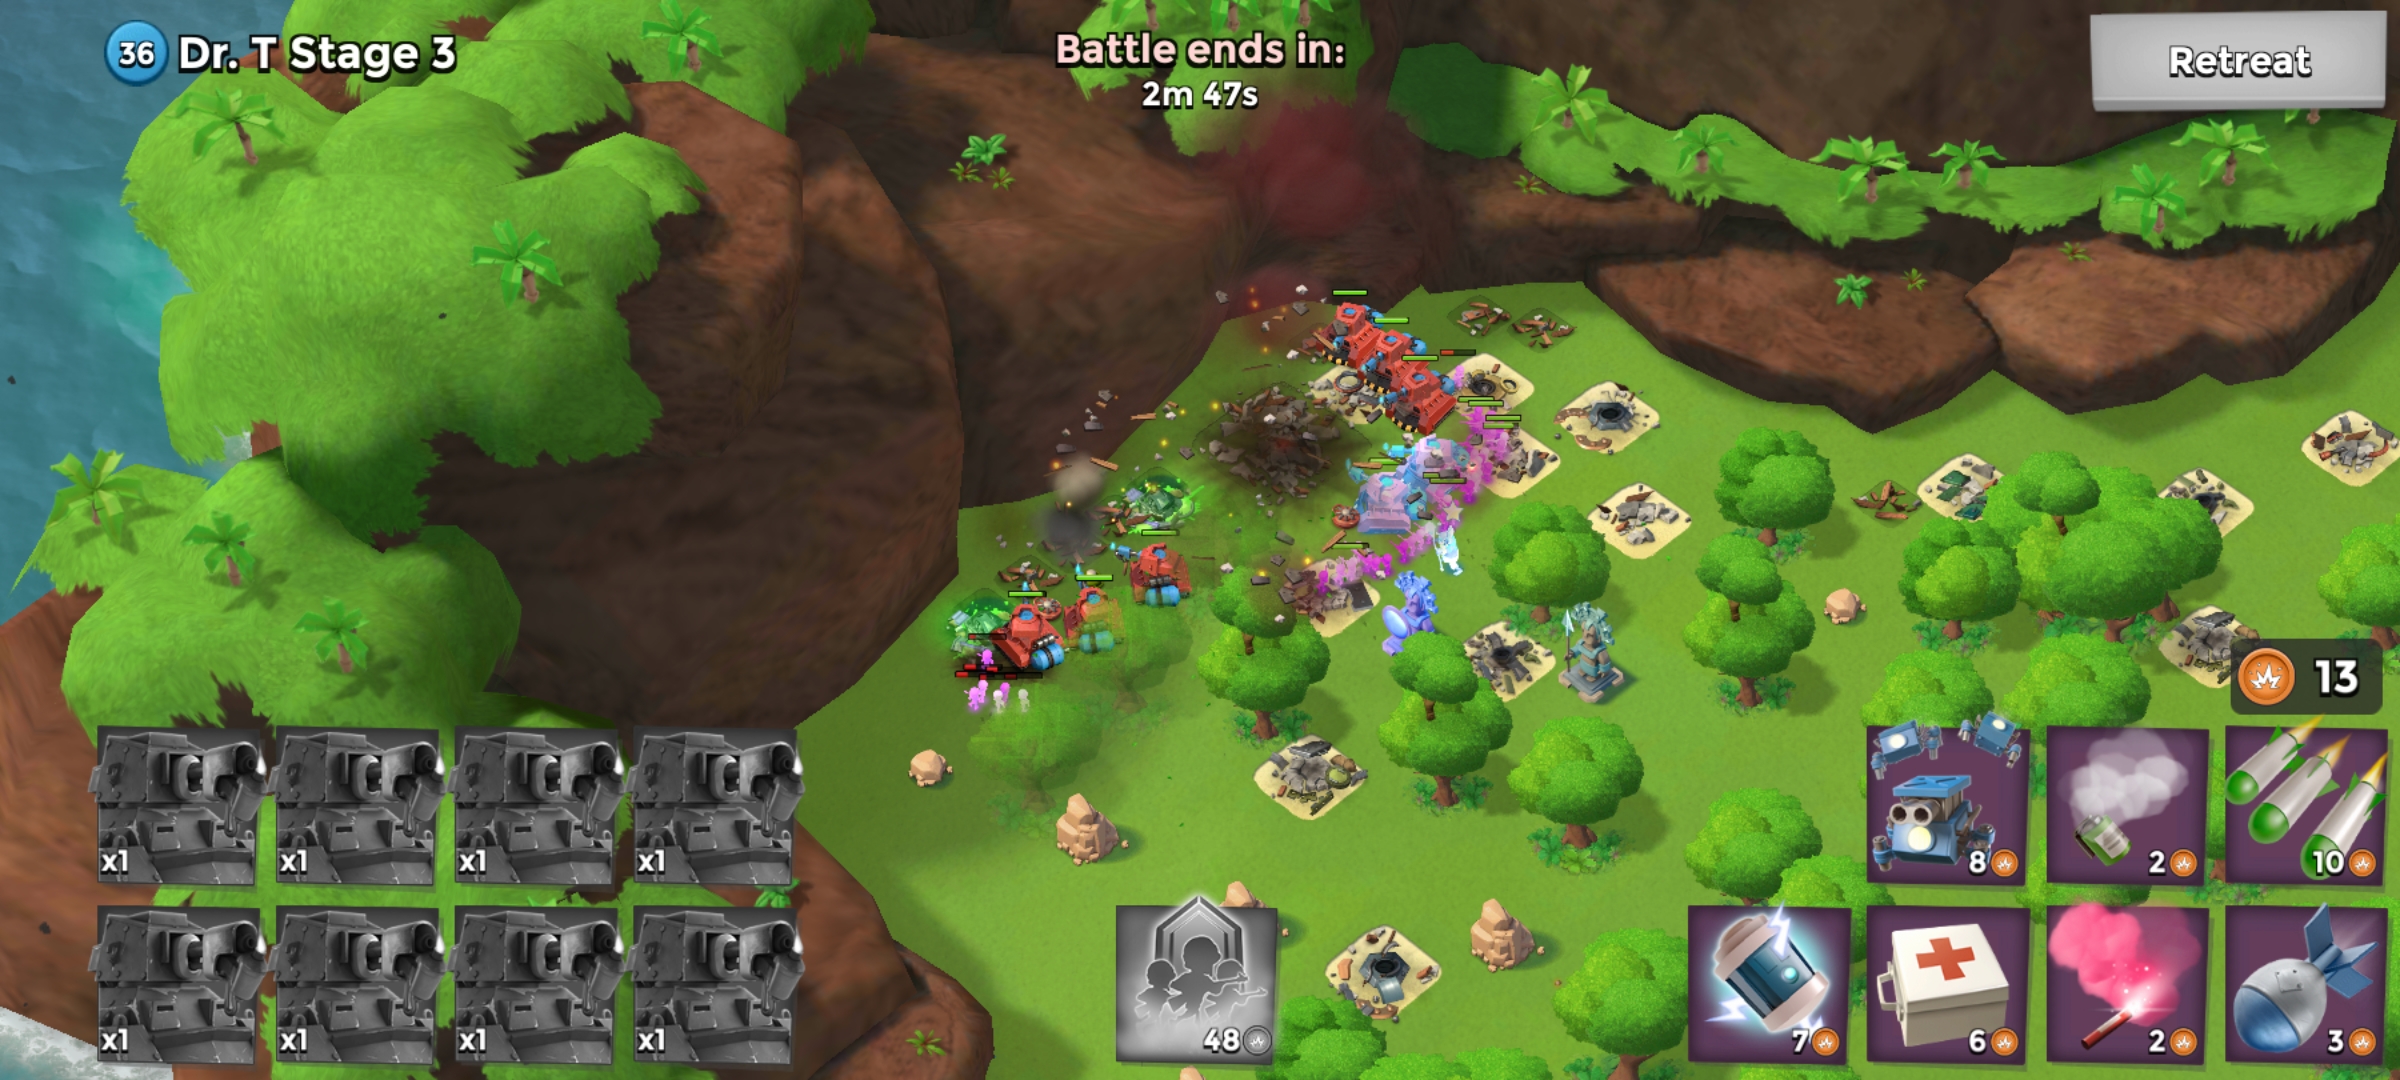 36 Dr. T Stage 3
Battle ends in:
2m 47s
Retreat
13
x1 x1 x1 x1
8 2 10
x1 x1 x1 x1
48 7 6 2 3